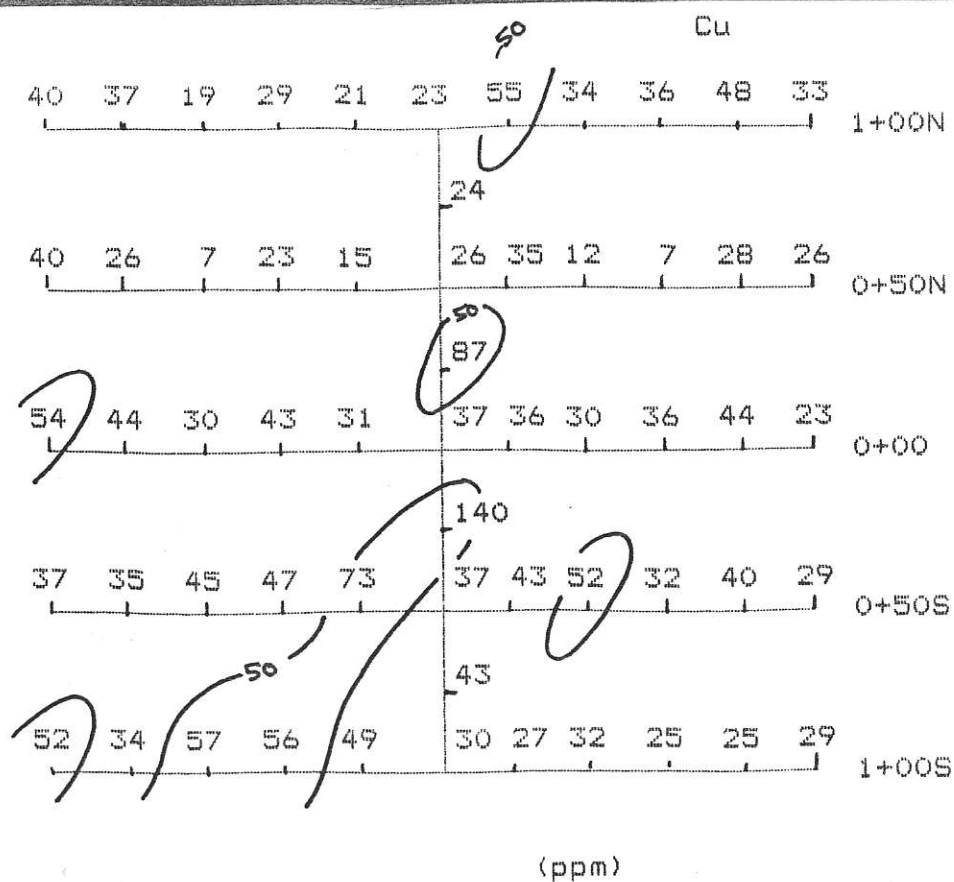 50 Cu
40 37 19 29 21 23 55 34 36 48 33
1+00N
24
40 26 7 23 15 26 35 12 7 28 26
0+50N
50
87
54 44 30 43 31 37 36 30 36 44 23
0+00
140
37 35 45 47 73 37 43 52 32 40 29
0+50S
50
43
52 34 57 56 49 30 27 32 25 25 29
1+00S
(ppm)